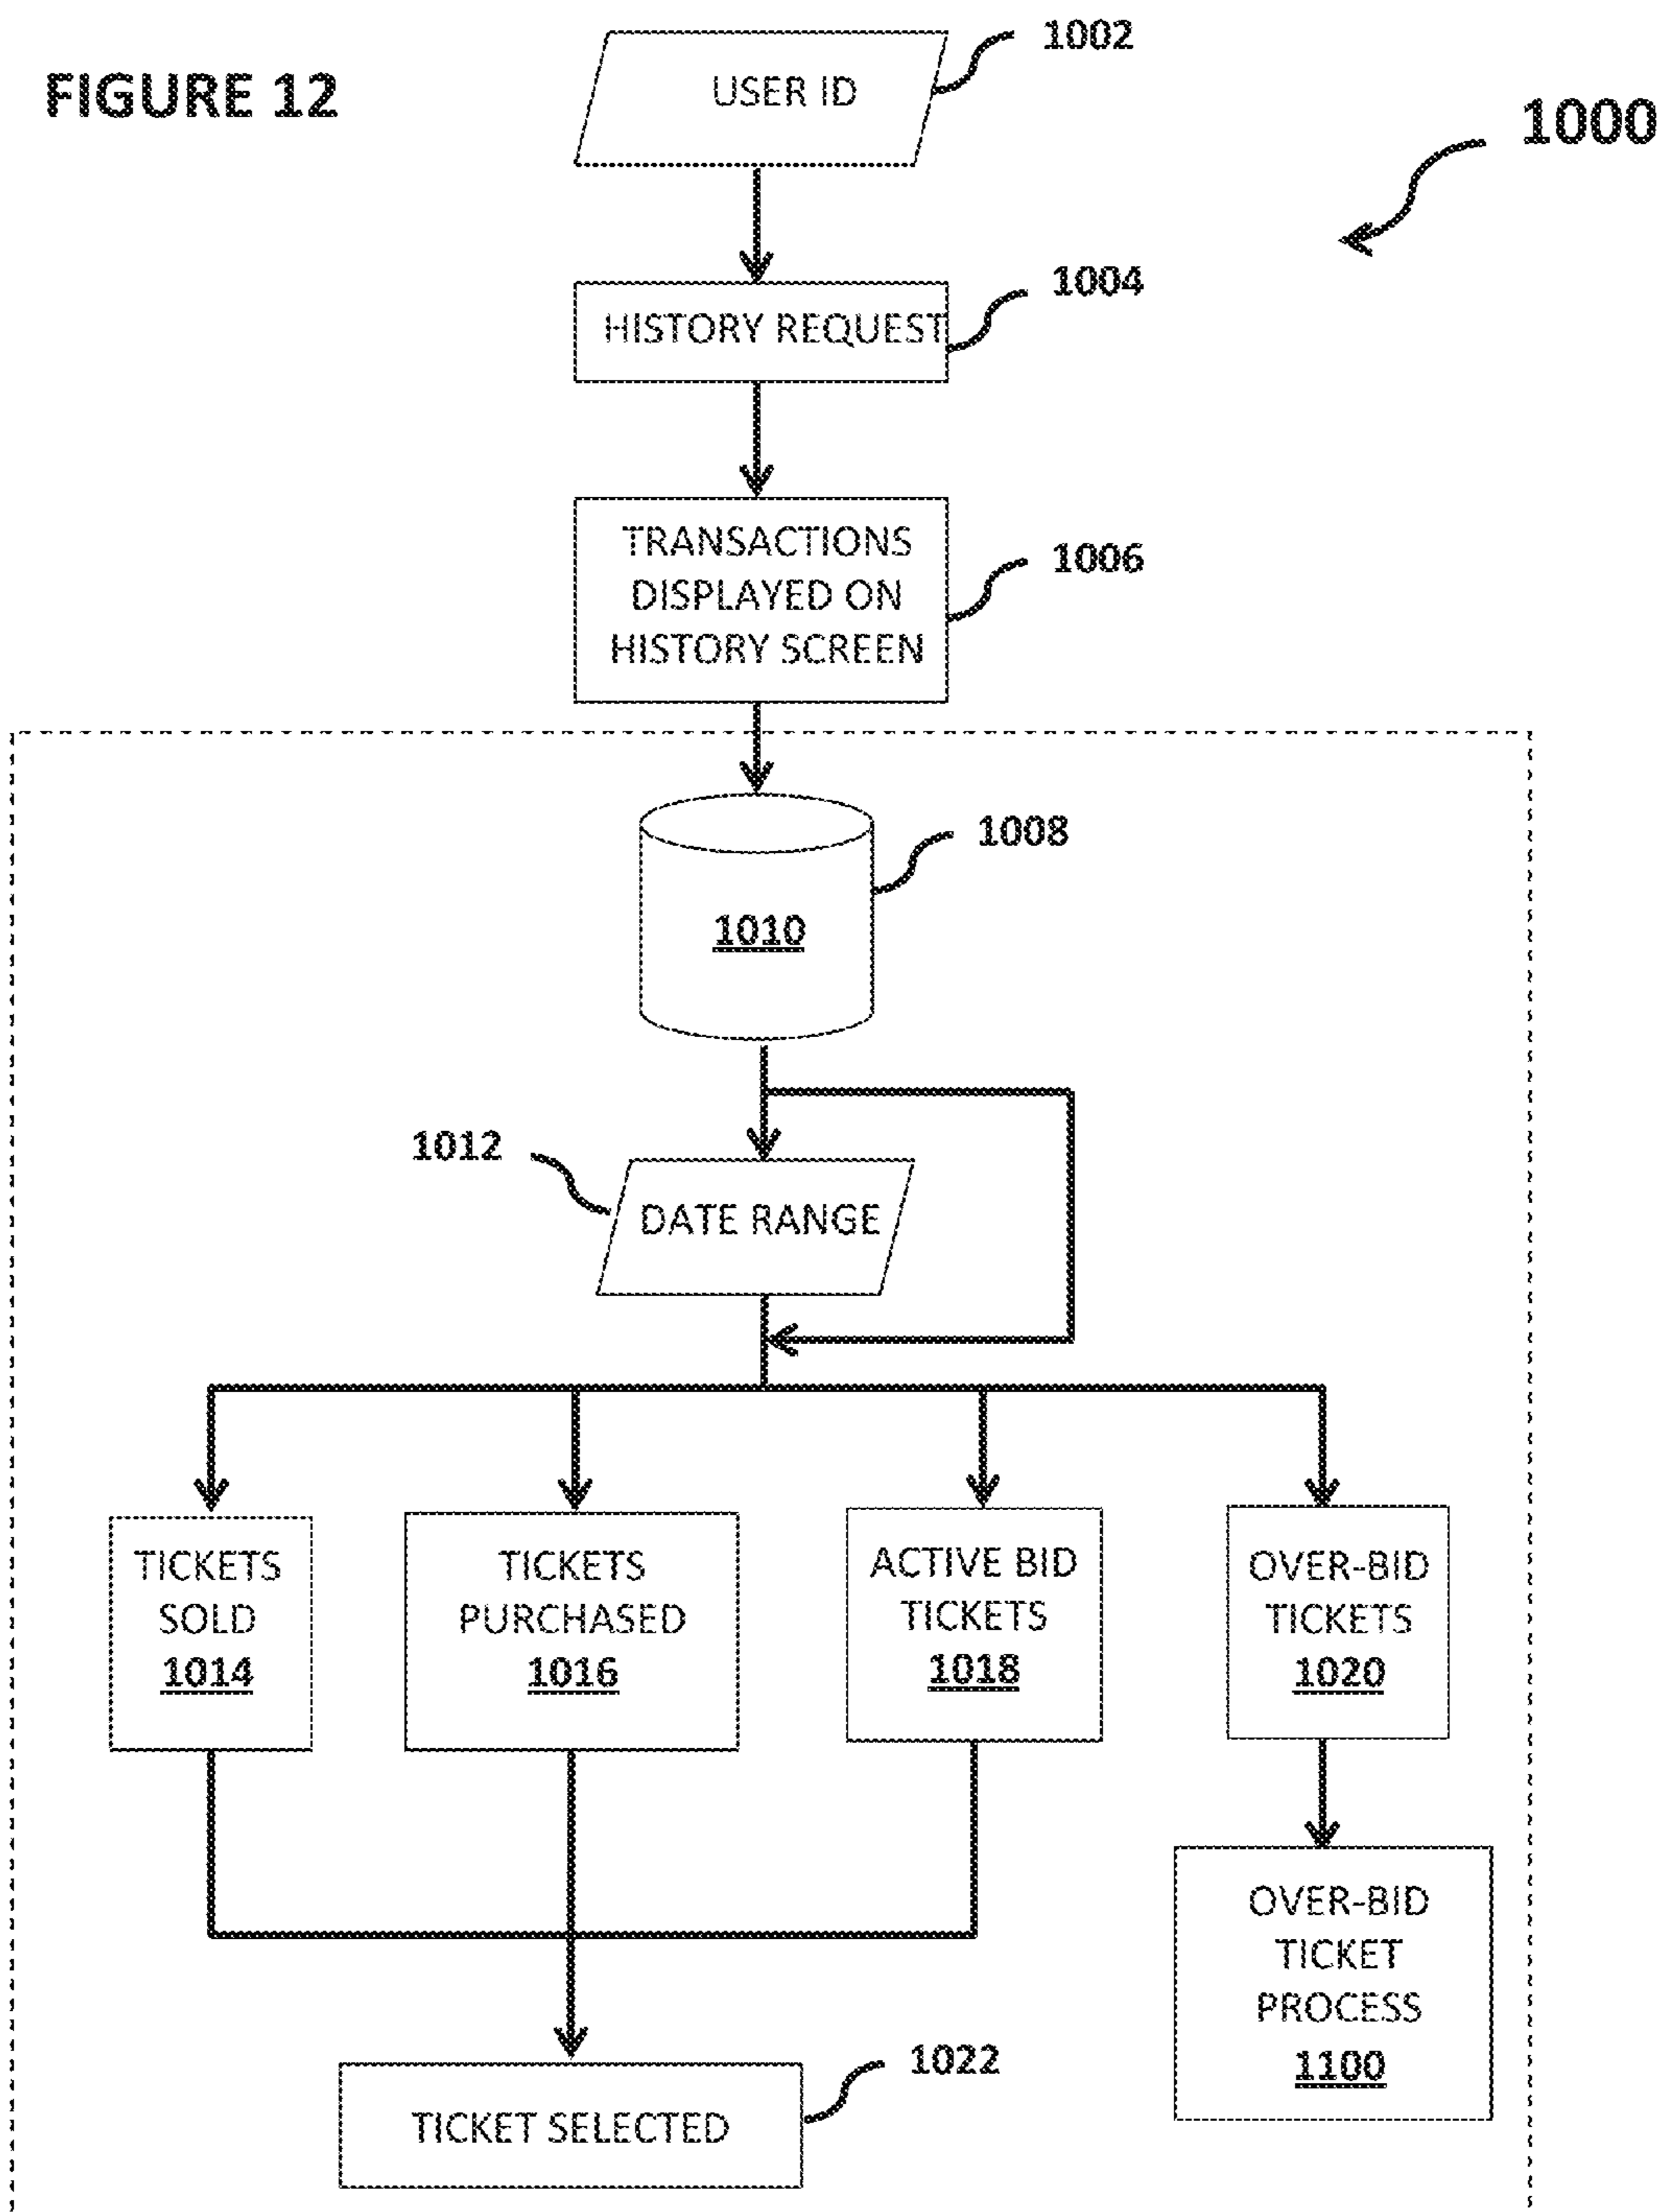 FIGURE 12
USER ID
1002
1000
HISTORY REQUEST
1004
TRANSACTIONS
DISPLAYED ON
HISTORY SCREEN
1006
1008
1010
1012
DATE RANGE
TICKETS
SOLD
1014
TICKETS
PURCHASED
1016
ACTIVE BID
TICKETS
1018
OVER-BID
TICKETS
1020
OVER-BID
TICKET
PROCESS
1100
1022
TICKET SELECTED